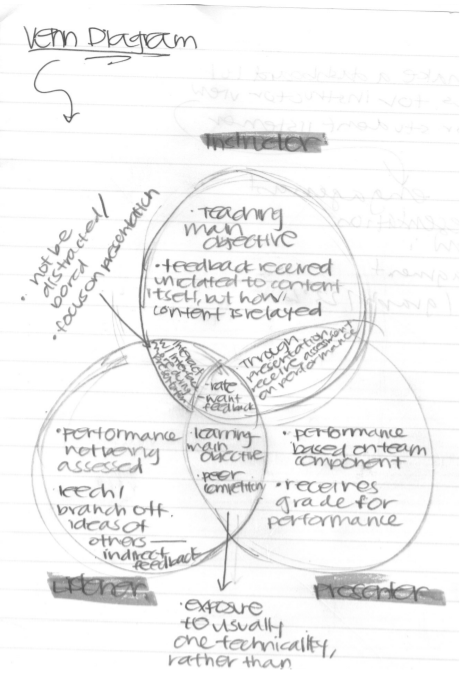 Venn Diagram
Instructor
• not be
distracted/
bored
• focus on presentation
• teaching
main
objective
• feedback received
unrelated to content
itself, but how
content is relayed
through
presentation,
receive assessment
on performance
• rate
want
feedback
• performance
not being
assessed
• leech/
branch off
ideas of
others —
indirect
feedback
• learning
main
objective
• peer
competition
• performance
based on team
component
• receives
grade for
performance
Listener
Presenter
• exposure
to usually
one technicality,
rather than